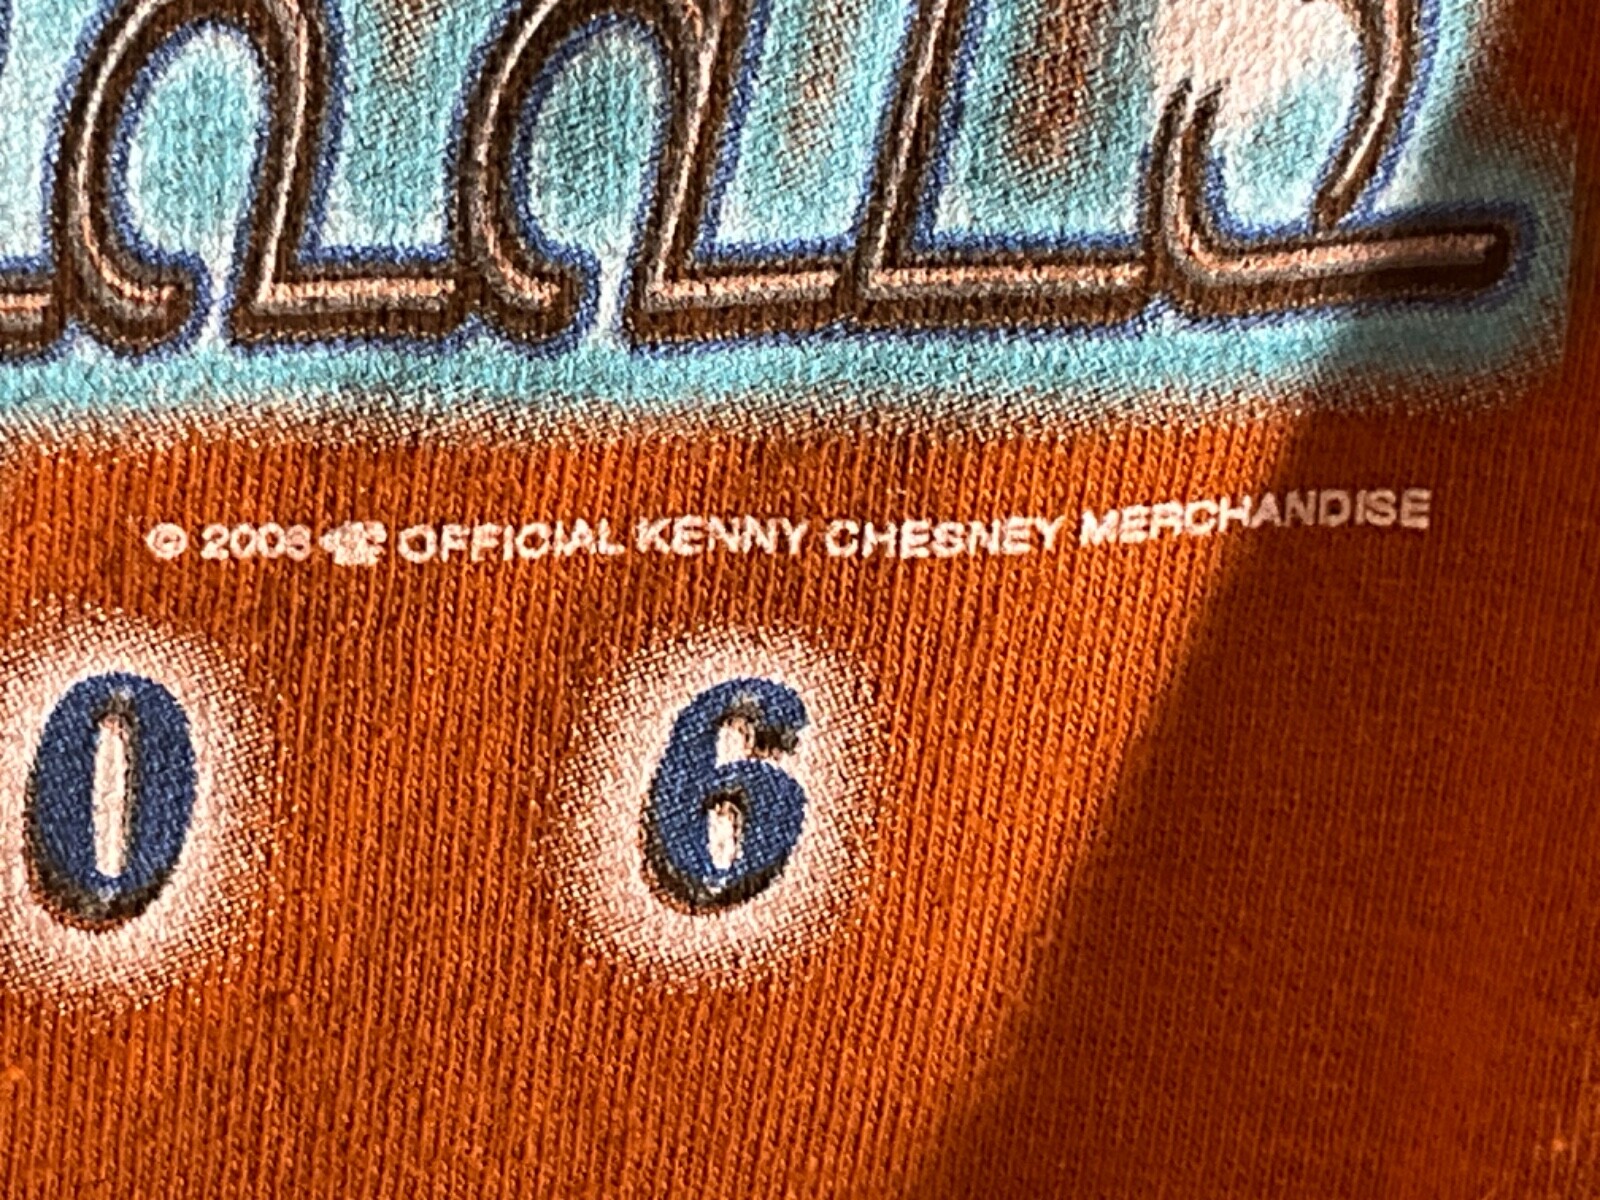 © 2006 OFFICIAL KENNY CHESNEY MERCHANDISE
0 6